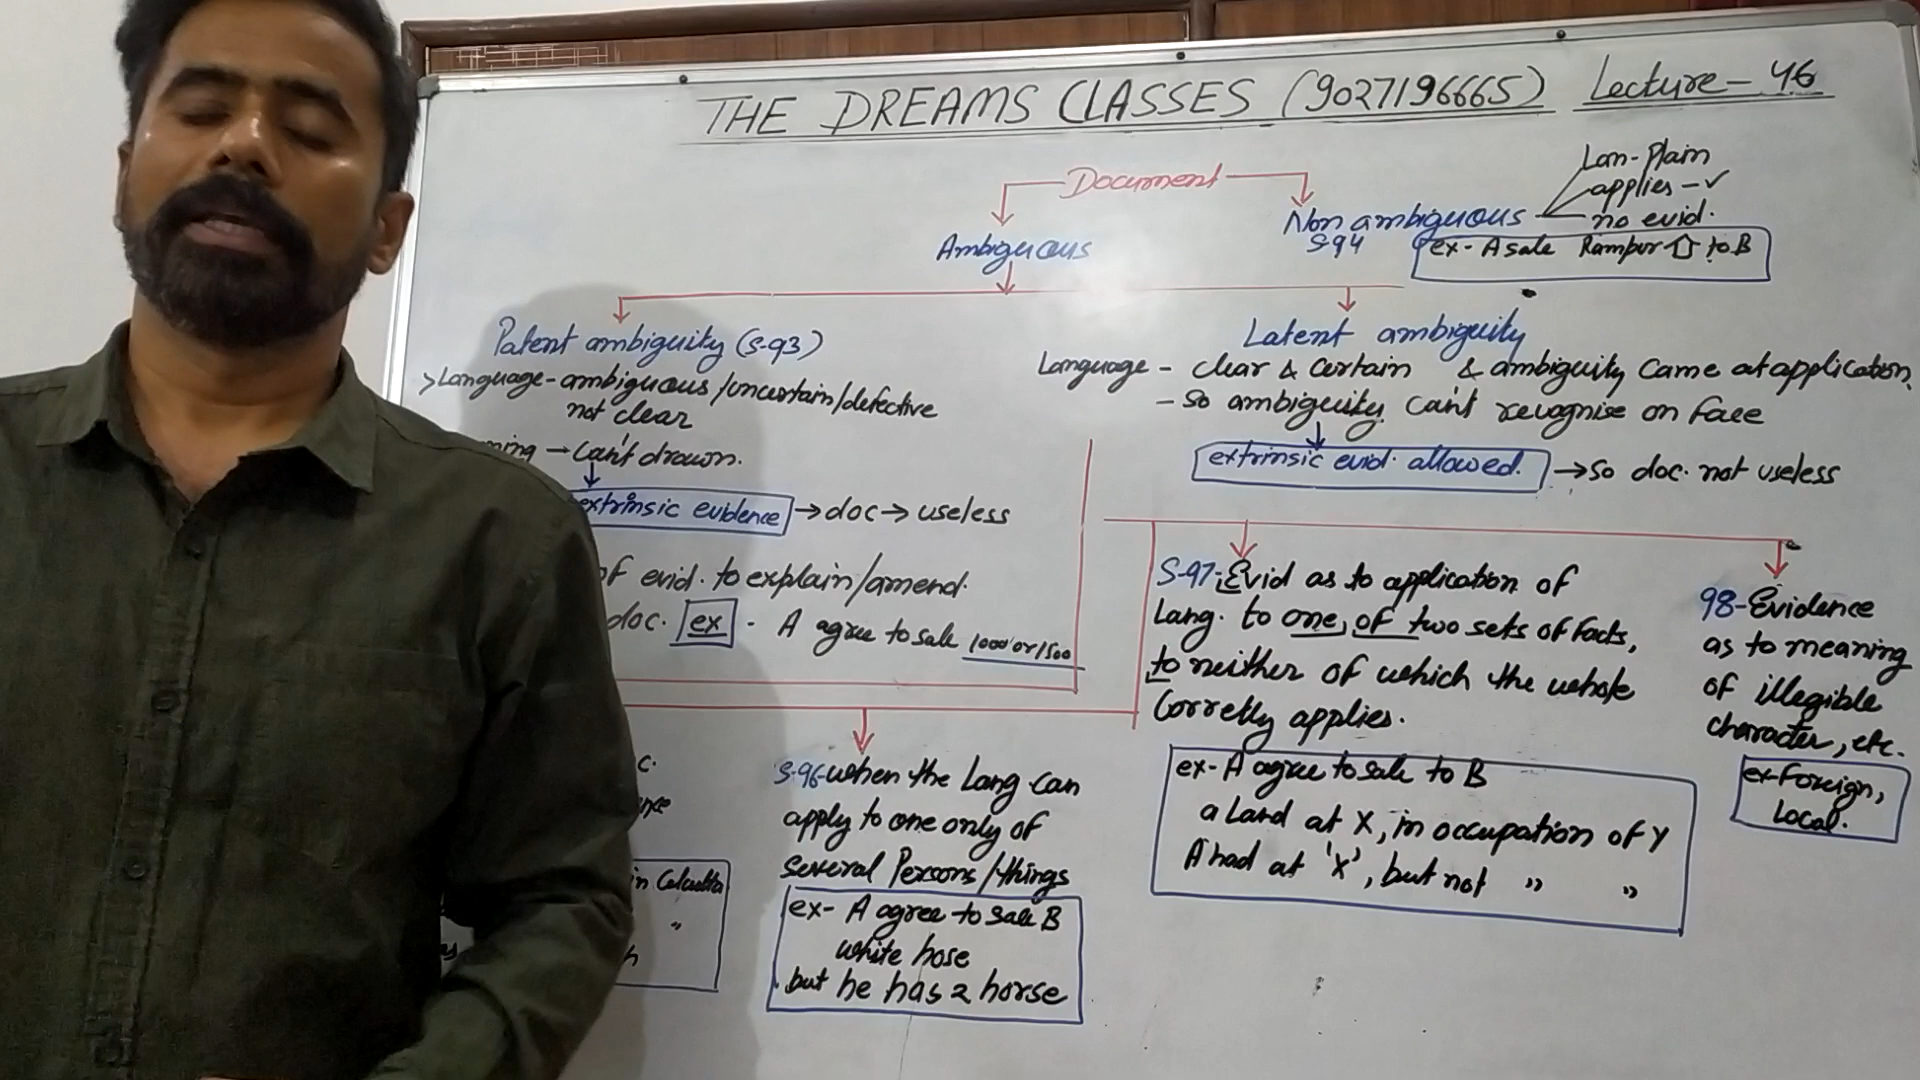 THE DREAMS CLASSES (9027196665) Lecture-46
Document
Lan-Plain
applies-✓
no evid.
Non ambiguous
S-94
ex- A sale Rampur ⇧ to B
Ambiguous
Patent ambiguity (S-93)
>Language-ambiguous/uncertain/defective
not clear
→ Can't drawn.
extrinsic evidence → doc → useless
of evid. to explain/amend.
doc. ex - A agree to sale 1000 or 1500
Latent ambiguity
Language - clear & certain & ambiguity came at application.
- So ambiguity can't recognise on face
extrinsic evid. allowed. → So doc. not useless
S-97-Evid as to application of
Lang. to one, of two sets of facts,
to neither of which the whole
Corretly applies.
ex- A agree to sale to B
a Land at X, in occupation of Y
A had at 'X', but not " "
98-Evidence
as to meaning
of illegible
character, etc.
ex-Foreign,
Local.
S-96-when the Lang can
apply to one only of
several Persons/things
ex- A agree to sale B
white hose
but he has 2 horse
in Calcutta
"